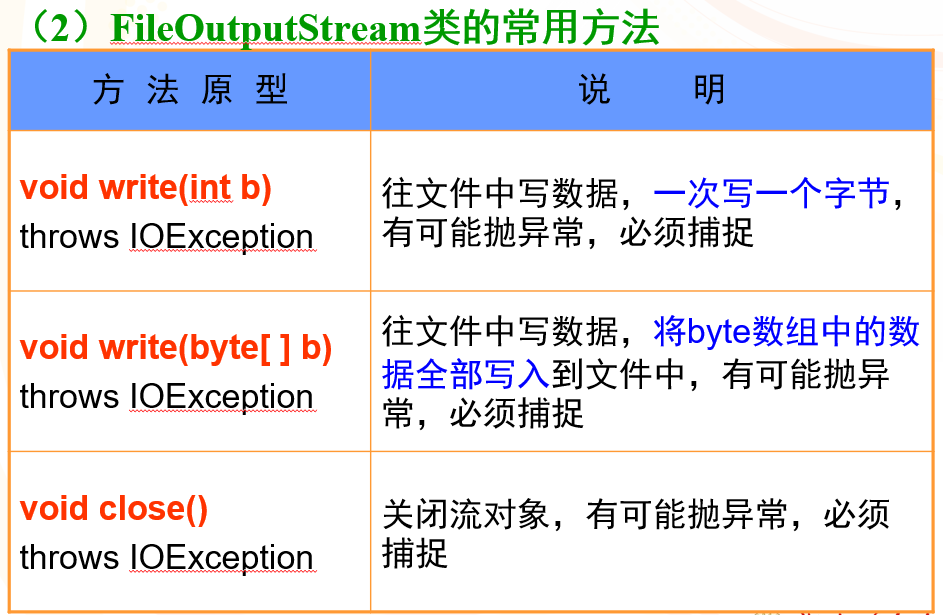 （2）FileOutputStream类的常用方法
方 法 原 型
说 明
void write(int b)
throws IOException
往文件中写数据，一次写一个字节，
有可能抛异常，必须捕捉
void write(byte[ ] b)
throws IOException
往文件中写数据，将byte数组中的数
据全部写入到文件中，有可能抛异
常，必须捕捉
void close()
throws IOException
关闭流对象，有可能抛异常，必须
捕捉